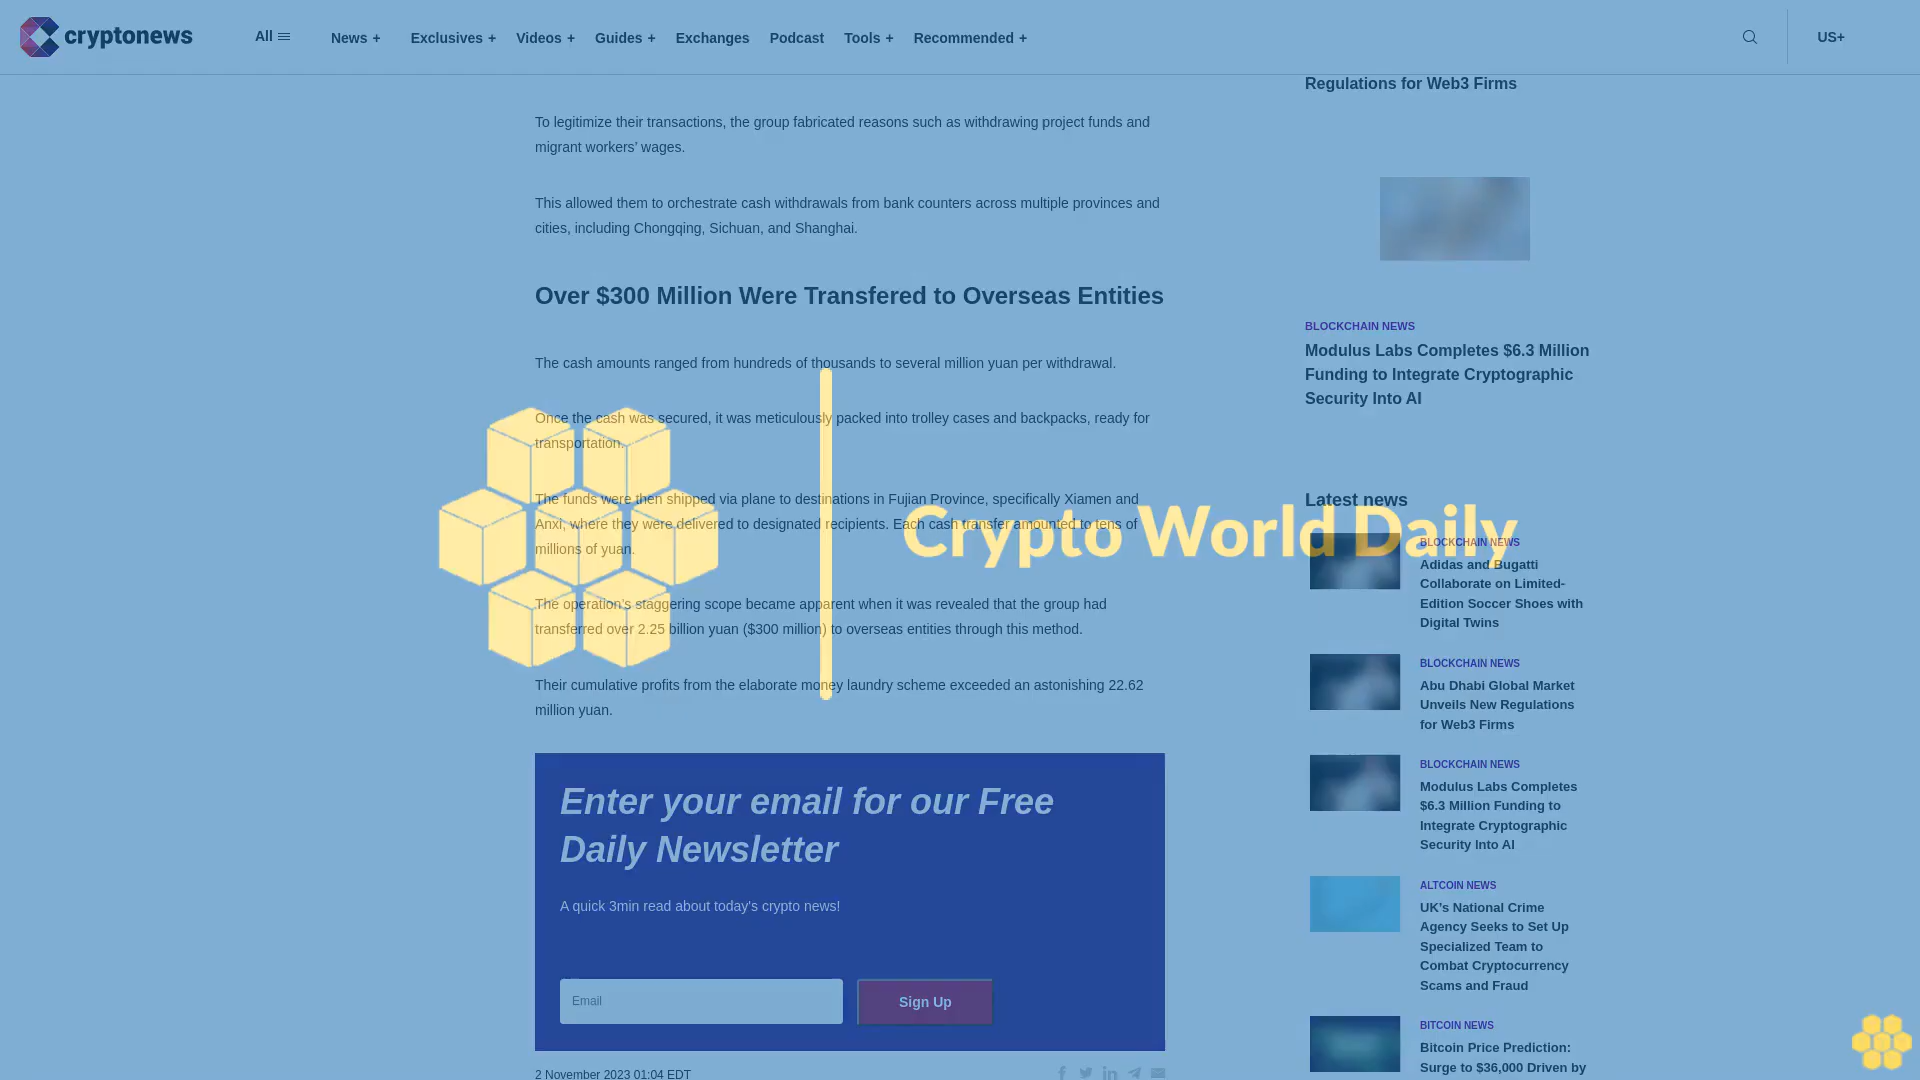 cryptonews
All
News +
Exclusives +
Videos +
Guides +
Exchanges
Podcast
Tools +
Recommended +
US+
To legitimize their transactions, the group fabricated reasons such as withdrawing project funds and
migrant workers’ wages.
This allowed them to orchestrate cash withdrawals from bank counters across multiple provinces and
cities, including Chongqing, Sichuan, and Shanghai.
Over $300 Million Were Transfered to Overseas Entities
The cash amounts ranged from hundreds of thousands to several million yuan per withdrawal.
Once the cash was secured, it was meticulously packed into trolley cases and backpacks, ready for
transportation.
The funds were then shipped via plane to destinations in Fujian Province, specifically Xiamen and
Anxi, where they were delivered to designated recipients. Each cash transfer amounted to tens of
millions of yuan.
The operation’s staggering scope became apparent when it was revealed that the group had
transferred over 2.25 billion yuan ($300 million) to overseas entities through this method.
Their cumulative profits from the elaborate money laundry scheme exceeded an astonishing 22.62
million yuan.
Crypto World Daily
Enter your email for our Free
Daily Newsletter
A quick 3min read about today's crypto news!
Email
Sign Up
2 November 2023 01:04 EDT
Regulations for Web3 Firms
BLOCKCHAIN NEWS
Modulus Labs Completes $6.3 Million
Funding to Integrate Cryptographic
Security Into AI
Latest news
BLOCKCHAIN NEWS
Adidas and Bugatti
Collaborate on Limited-
Edition Soccer Shoes with
Digital Twins
BLOCKCHAIN NEWS
Abu Dhabi Global Market
Unveils New Regulations
for Web3 Firms
BLOCKCHAIN NEWS
Modulus Labs Completes
$6.3 Million Funding to
Integrate Cryptographic
Security Into AI
ALTCOIN NEWS
UK's National Crime
Agency Seeks to Set Up
Specialized Team to
Combat Cryptocurrency
Scams and Fraud
BITCOIN NEWS
Bitcoin Price Prediction:
Surge to $36,000 Driven by